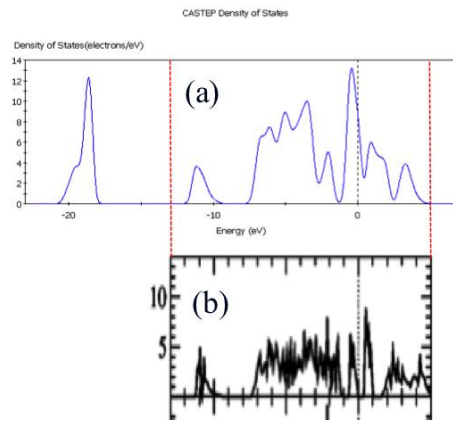 CASTEP Density of States
Density of States(electrons/eV)
14
12
10
8
6
4
2
0
(a)
-20
-10
0
Energy (eV)
10
5
(b)